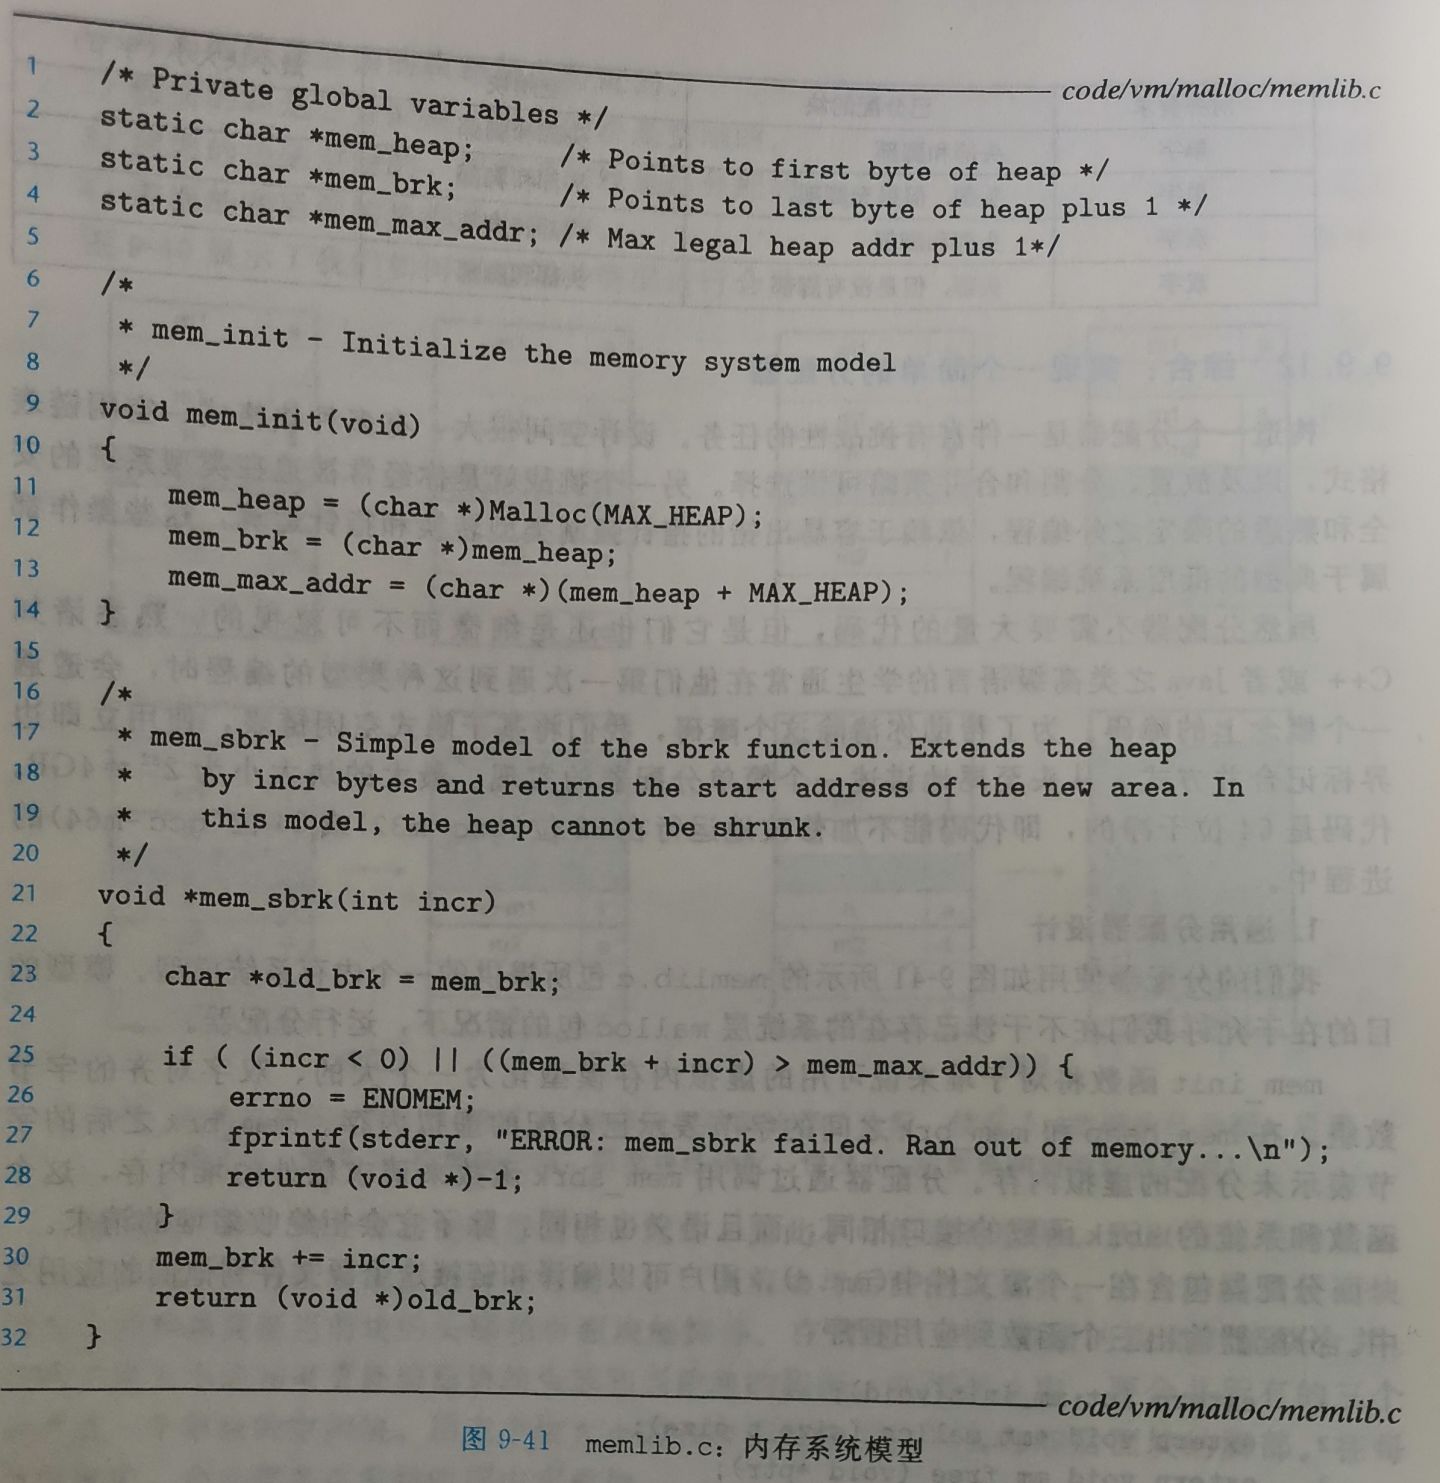 code/vm/malloc/memlib.c
1 /* Private global variables */
2 static char *mem_heap;      /* Points to first byte of heap */
3 static char *mem_brk;       /* Points to last byte of heap plus 1 */
4 static char *mem_max_addr;  /* Max legal heap addr plus 1*/
5
6 /*
7  * mem_init - Initialize the memory system model
8  */
9 void mem_init(void)
10 {
11     mem_heap = (char *)Malloc(MAX_HEAP);
12     mem_brk = (char *)mem_heap;
13     mem_max_addr = (char *)(mem_heap + MAX_HEAP);
14 }
15
16 /*
17  * mem_sbrk - Simple model of the sbrk function. Extends the heap
18  *    by incr bytes and returns the start address of the new area. In
19  *    this model, the heap cannot be shrunk.
20  */
21 void *mem_sbrk(int incr)
22 {
23     char *old_brk = mem_brk;
24
25     if ( (incr < 0) || ((mem_brk + incr) > mem_max_addr)) {
26         errno = ENOMEM;
27         fprintf(stderr, "ERROR: mem_sbrk failed. Ran out of memory...\n");
28         return (void *)-1;
29     }
30     mem_brk += incr;
31     return (void *)old_brk;
32 }
code/vm/malloc/memlib.c
图 9-41 memlib.c：内存系统模型